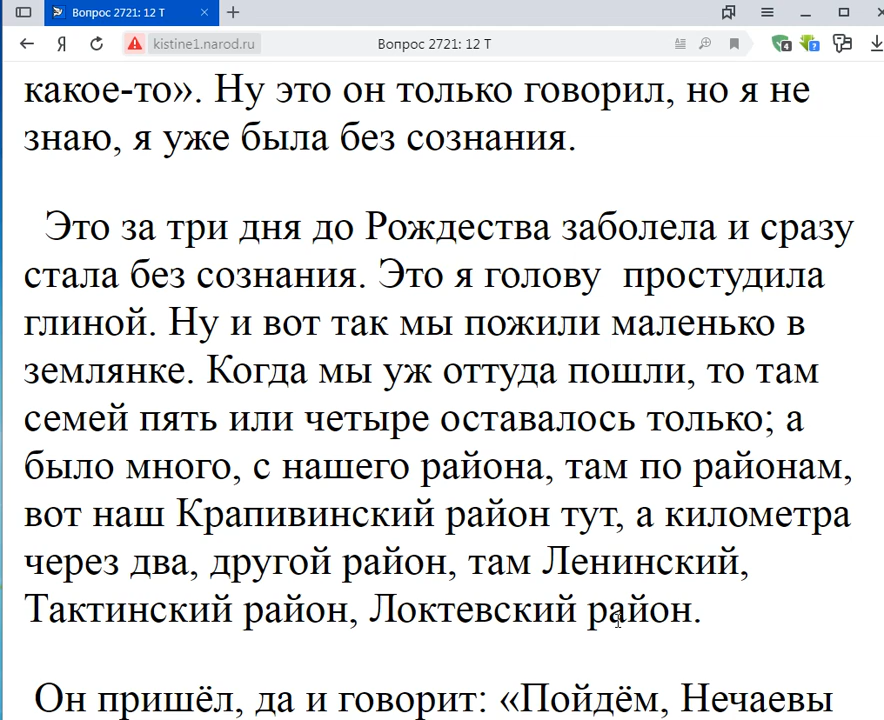 Вопрос 2721: 12 Т
Я kistine1.narod.ru Вопрос 2721: 12 Т 4 ?
какое-то». Ну это он только говорил, но я не
знаю, я уже была без сознания.
Это за три дня до Рождества заболела и сразу
стала без сознания. Это я голову простудила
глиной. Ну и вот так мы пожили маленько в
землянке. Когда мы уж оттуда пошли, то там
семей пять или четыре оставалось только; а
было много, с нашего района, там по районам,
вот наш Крапивинский район тут, а километра
через два, другой район, там Ленинский,
Тактинский район, Локтевский район.
Он пришёл, да и говорит: «Пойдём, Нечаевы